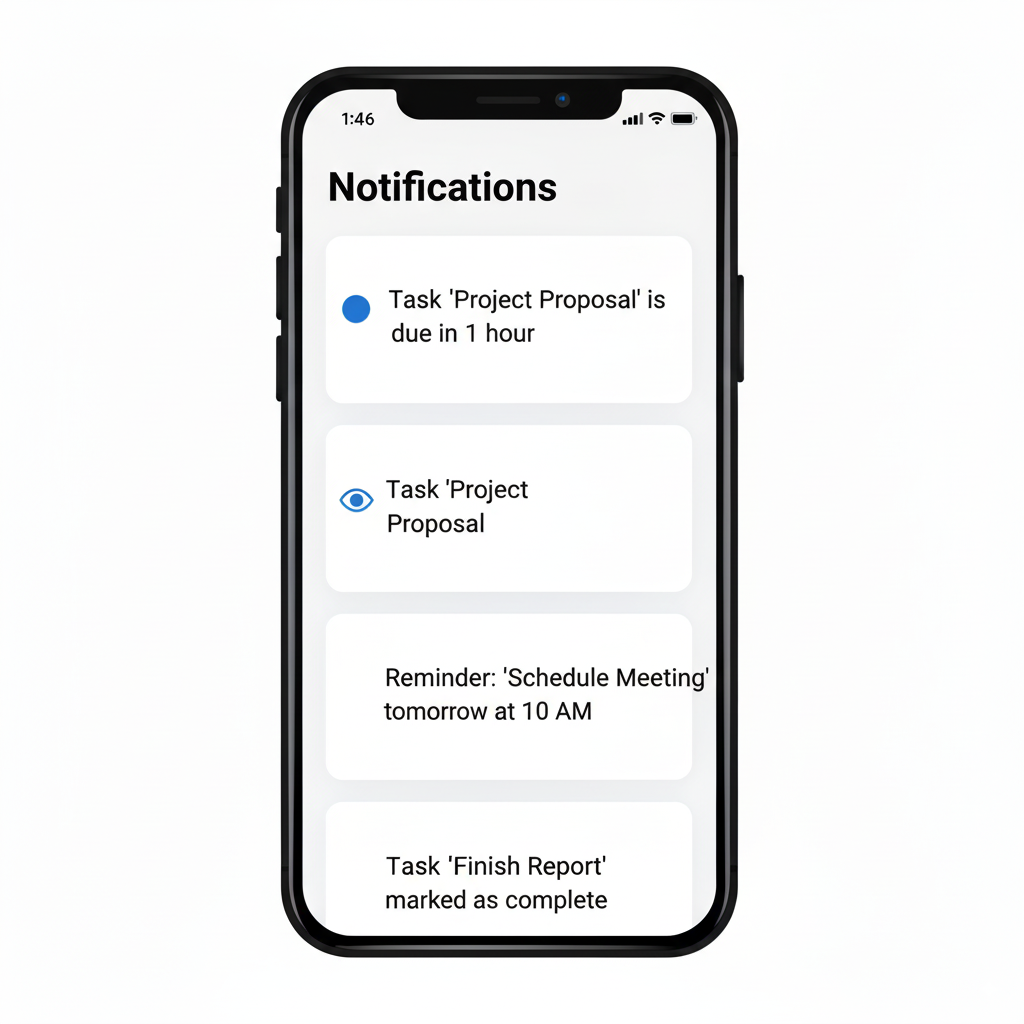 1:46
Notifications
Task 'Project Proposal' is
due in 1 hour
Task 'Project
Proposal
Reminder: 'Schedule Meeting'
tomorrow at 10 AM
Task 'Finish Report'
marked as complete